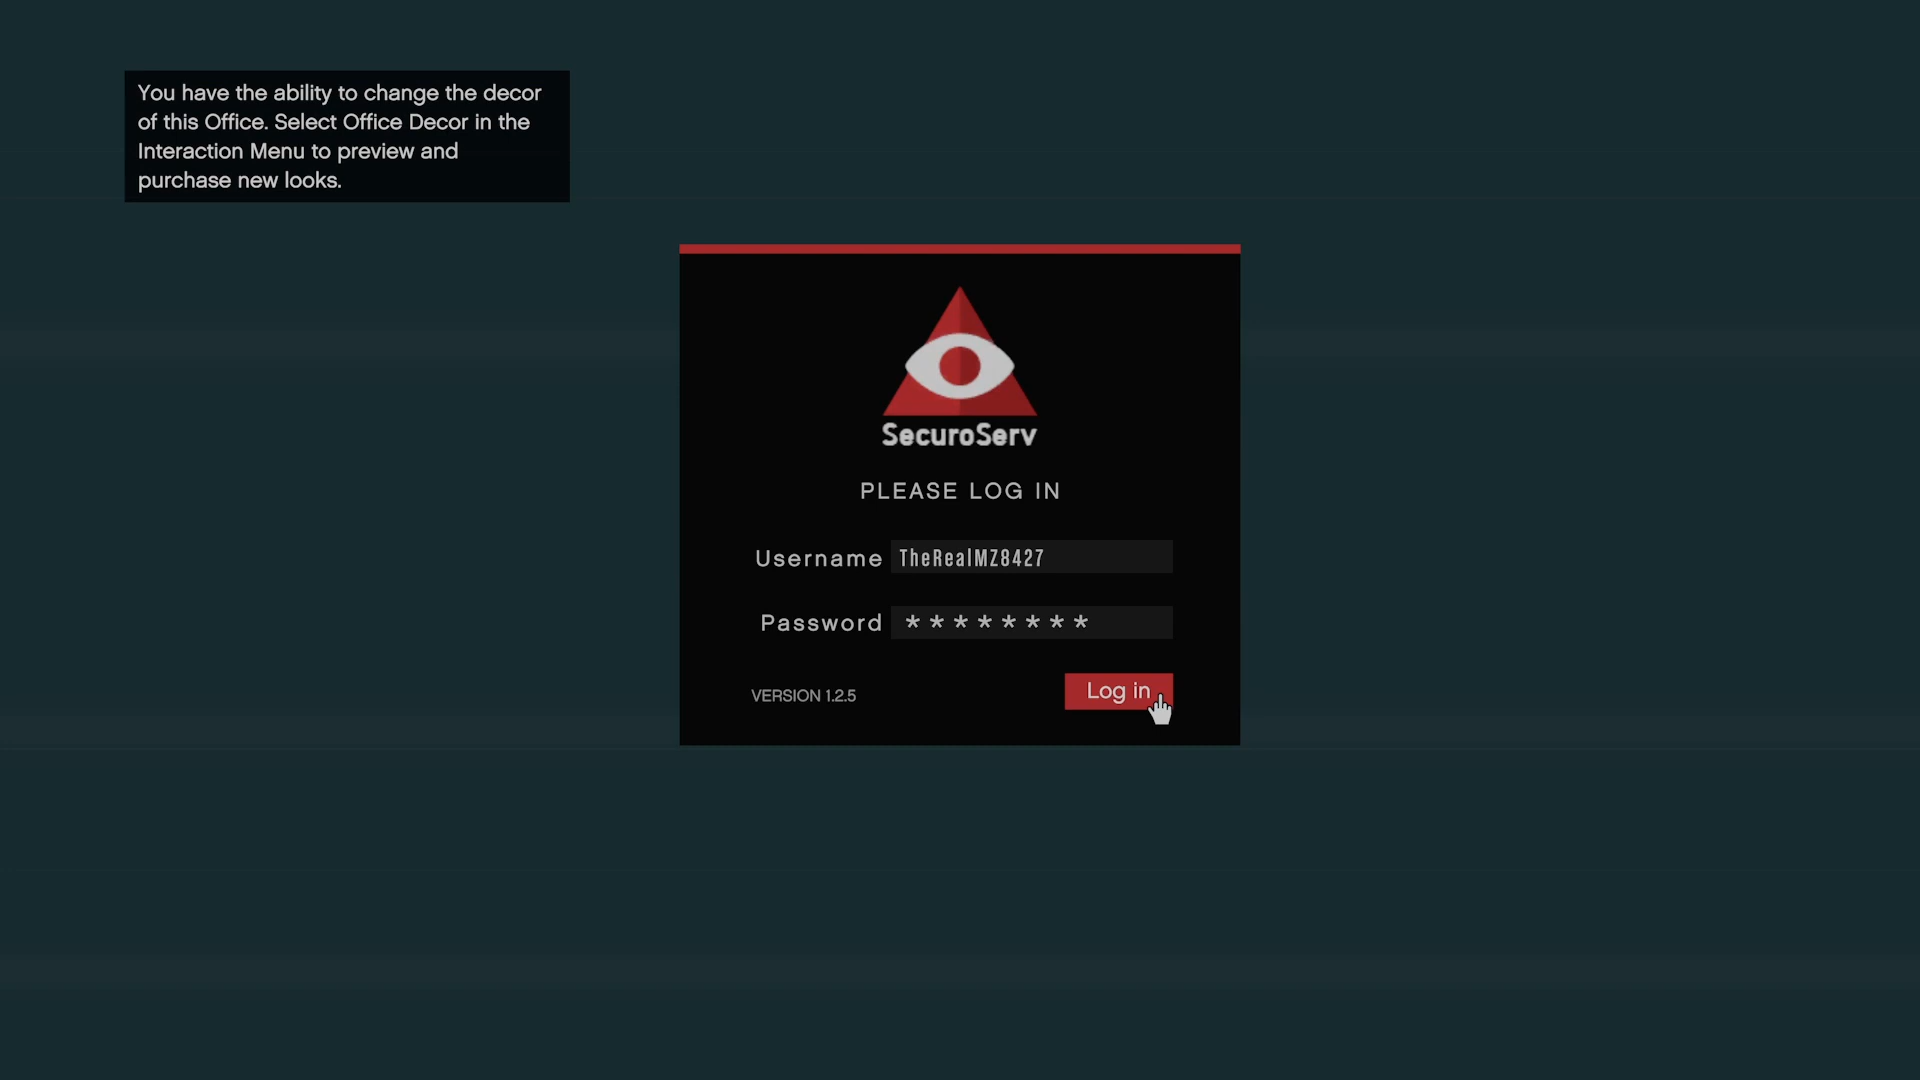 You have the ability to change the decor
of this Office. Select Office Decor in the
Interaction Menu to preview and
purchase new looks.
SecuroServ
PLEASE LOG IN
Username TheRealMZ8427
Password ********
VERSION 1.2.5
Log in